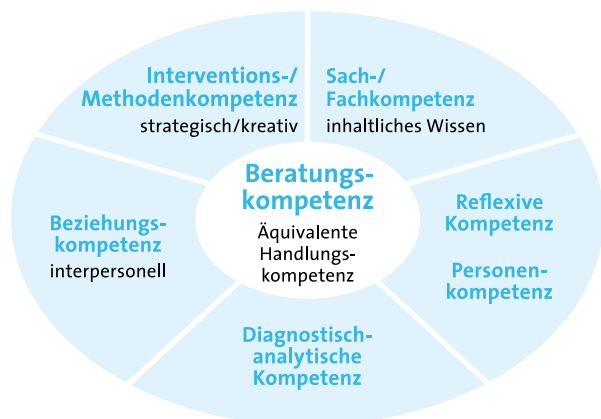 Interventions-/
Methodenkompetenz
strategisch/kreativ
Sach-/
Fachkompetenz
inhaltliches Wissen
Beratungs-
kompetenz
Äquivalente
Handlungs-
kompetenz
Beziehungs-
kompetenz
interpersonell
Reflexive
Kompetenz
Personen-
kompetenz
Diagnostisch-
analytische
Kompetenz